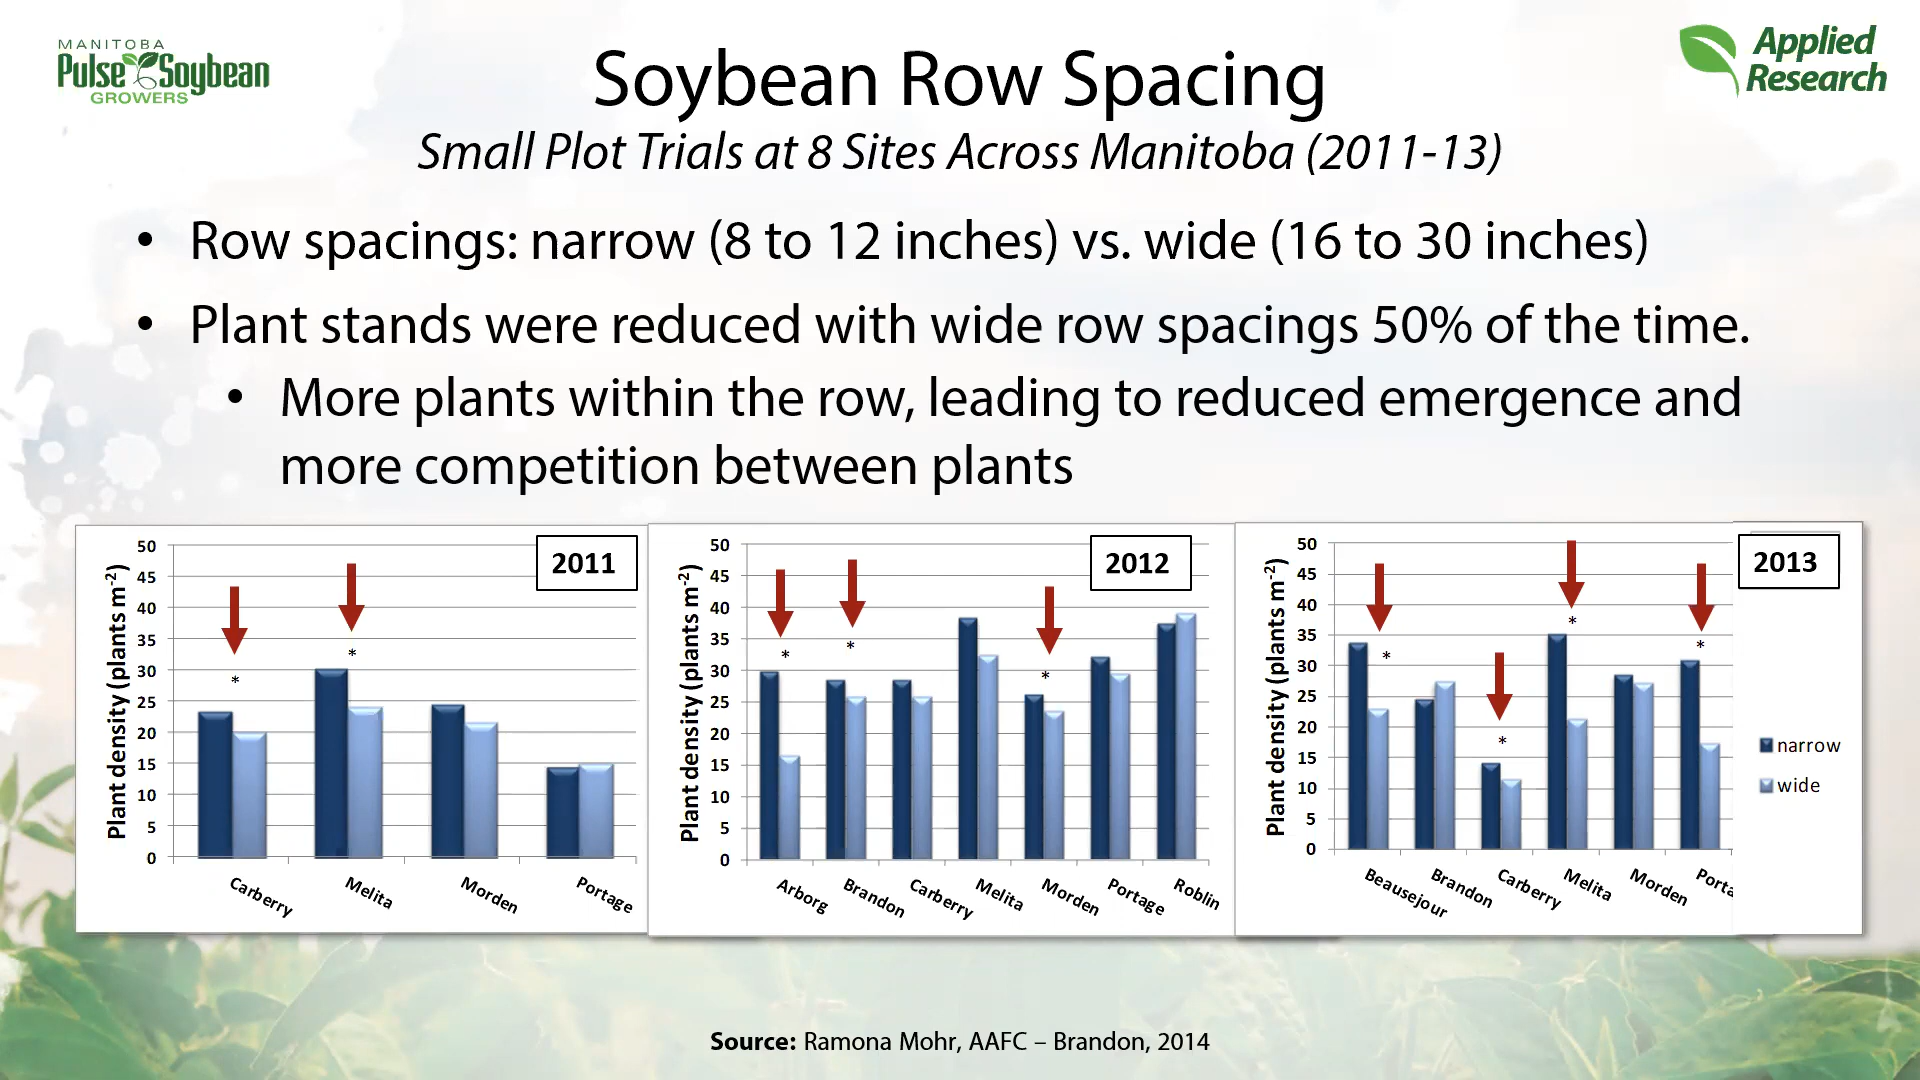 MANITOBA
Pulse Soybean
GROWERS
Applied
Research
Soybean Row Spacing
Small Plot Trials at 8 Sites Across Manitoba (2011-13)
• Row spacings: narrow (8 to 12 inches) vs. wide (16 to 30 inches)
• Plant stands were reduced with wide row spacings 50% of the time.
• More plants within the row, leading to reduced emergence and
more competition between plants
2011
Plant density (plants m-2)
50
45
40
35
30
25
20
15
10
5
0
*
*
Carberry
Melita
Morden
Portage
2012
Plant density (plants m-2)
50
45
40
35
30
25
20
15
10
5
0
*
*
*
Arborg
Brandon
Carberry
Melita
Morden
Portage
Roblin
2013
Plant density (plants m-2)
50
45
40
35
30
25
20
15
10
5
0
*
*
*
*
Beausejour
Brandon
Carberry
Melita
Morden
Porta
narrow
wide
Source: Ramona Mohr, AAFC – Brandon, 2014